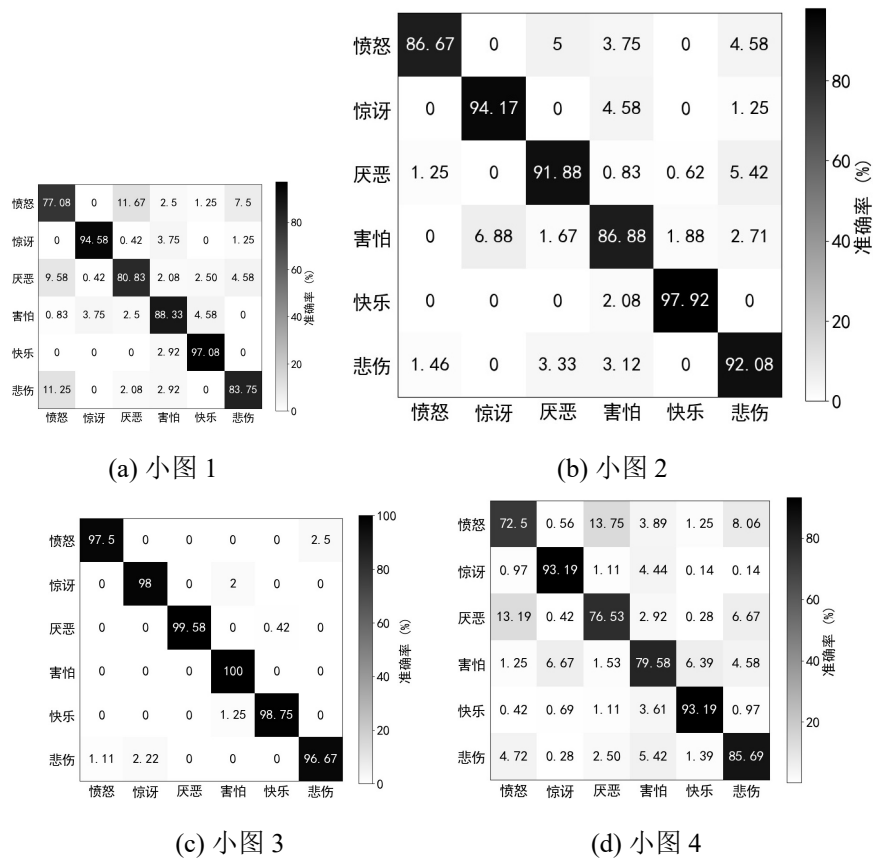 愤怒 86.67 0 5 3.75 0 4.58
惊讶 0 94.17 0 4.58 0 1.25
厌恶 1.25 0 91.88 0.83 0.62 5.42
害怕 0 6.88 1.67 86.88 1.88 2.71
快乐 0 0 0 2.08 97.92 0
悲伤 1.46 0 3.33 3.12 0 92.08
愤怒 惊讶 厌恶 害怕 快乐 悲伤
80
60
40
20
0
准确率 (%)
愤怒 77.08 0 11.67 2.5 1.25 7.5
惊讶 0 94.58 0.42 3.75 0 1.25
厌恶 9.58 0.42 80.83 2.08 2.50 4.58
害怕 0.83 3.75 2.5 88.33 4.58 0
快乐 0 0 0 2.92 97.08 0
悲伤 11.25 0 2.08 2.92 0 83.75
愤怒 惊讶 厌恶 害怕 快乐 悲伤
80
60
40
20
0
准确率 (%)
(a) 小图 1
(b) 小图 2
愤怒 97.5 0 0 0 0 2.5
惊讶 0 98 0 2 0 0
厌恶 0 0 99.58 0 0.42 0
害怕 0 0 0 100 0 0
快乐 0 0 0 1.25 98.75 0
悲伤 1.11 2.22 0 0 0 96.67
愤怒 惊讶 厌恶 害怕 快乐 悲伤
100
80
60
40
20
0
准确率 (%)
愤怒 72.5 0.56 13.75 3.89 1.25 8.06
惊讶 0.97 93.19 1.11 4.44 0.14 0.14
厌恶 13.19 0.42 76.53 2.92 0.28 6.67
害怕 1.25 6.67 1.53 79.58 6.39 4.58
快乐 0.42 0.69 1.11 3.61 93.19 0.97
悲伤 4.72 0.28 2.50 5.42 1.39 85.69
愤怒 惊讶 厌恶 害怕 快乐 悲伤
80
60
40
20
准确率 (%)
(c) 小图 3
(d) 小图 4